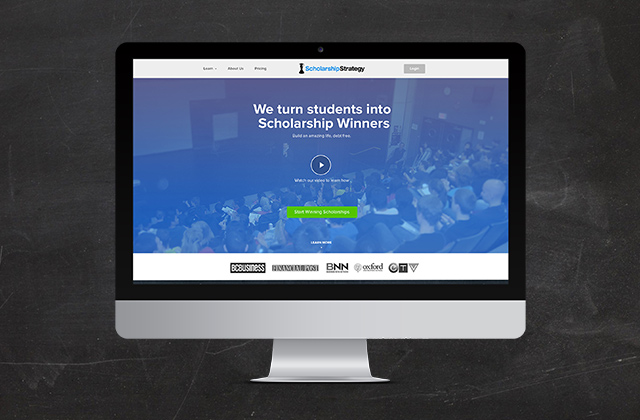 Learn
About Us
Pricing
ScholarshipStrategy
Login
We turn students into
Scholarship Winners
Build an amazing life, debt free.
Watch our video to learn how
Start Winning Scholarships
LEARN MORE
BCBUSINESS
FINANCIAL POST
BNN
oxford
CTV